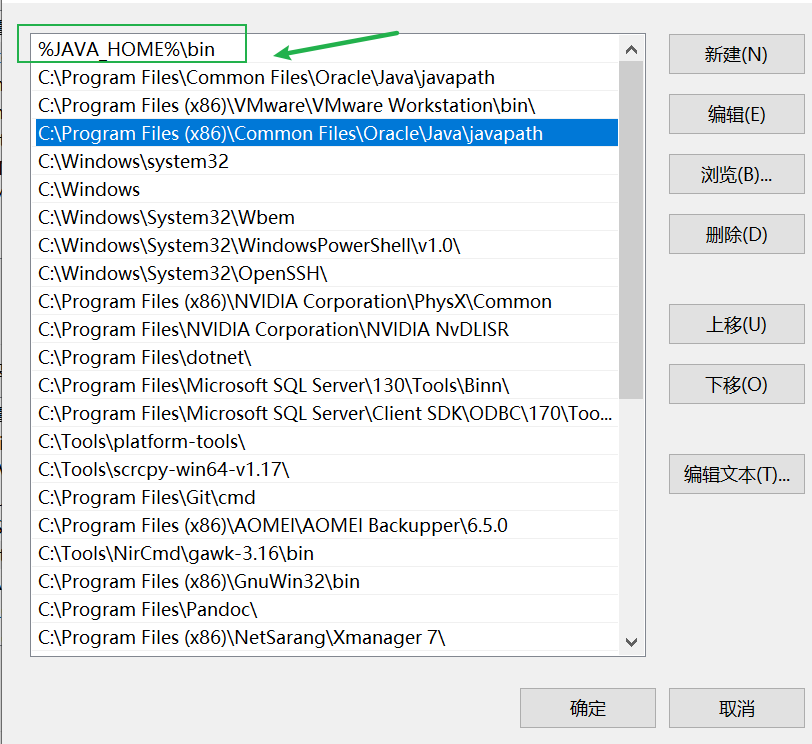 %JAVA_HOME%\bin
C:\Program Files\Common Files\Oracle\Java\javapath
C:\Program Files (x86)\VMware\VMware Workstation\bin\
C:\Program Files (x86)\Common Files\Oracle\Java\javapath
C:\Windows\system32
C:\Windows
C:\Windows\System32\Wbem
C:\Windows\System32\WindowsPowerShell\v1.0\
C:\Windows\System32\OpenSSH\
C:\Program Files (x86)\NVIDIA Corporation\PhysX\Common
C:\Program Files\NVIDIA Corporation\NVIDIA NvDLISR
C:\Program Files\dotnet\
C:\Program Files\Microsoft SQL Server\130\Tools\Binn\
C:\Program Files\Microsoft SQL Server\Client SDK\ODBC\170\Too...
C:\Tools\platform-tools\
C:\Tools\scrcpy-win64-v1.17\
C:\Program Files\Git\cmd
C:\Program Files (x86)\AOMEI\AOMEI Backupper\6.5.0
C:\Tools\NirCmd\gawk-3.16\bin
C:\Program Files (x86)\GnuWin32\bin
C:\Program Files\Pandoc\
C:\Program Files (x86)\NetSarang\Xmanager 7\
新建(N)
编辑(E)
浏览(B)...
删除(D)
上移(U)
下移(O)
编辑文本(T)...
确定
取消